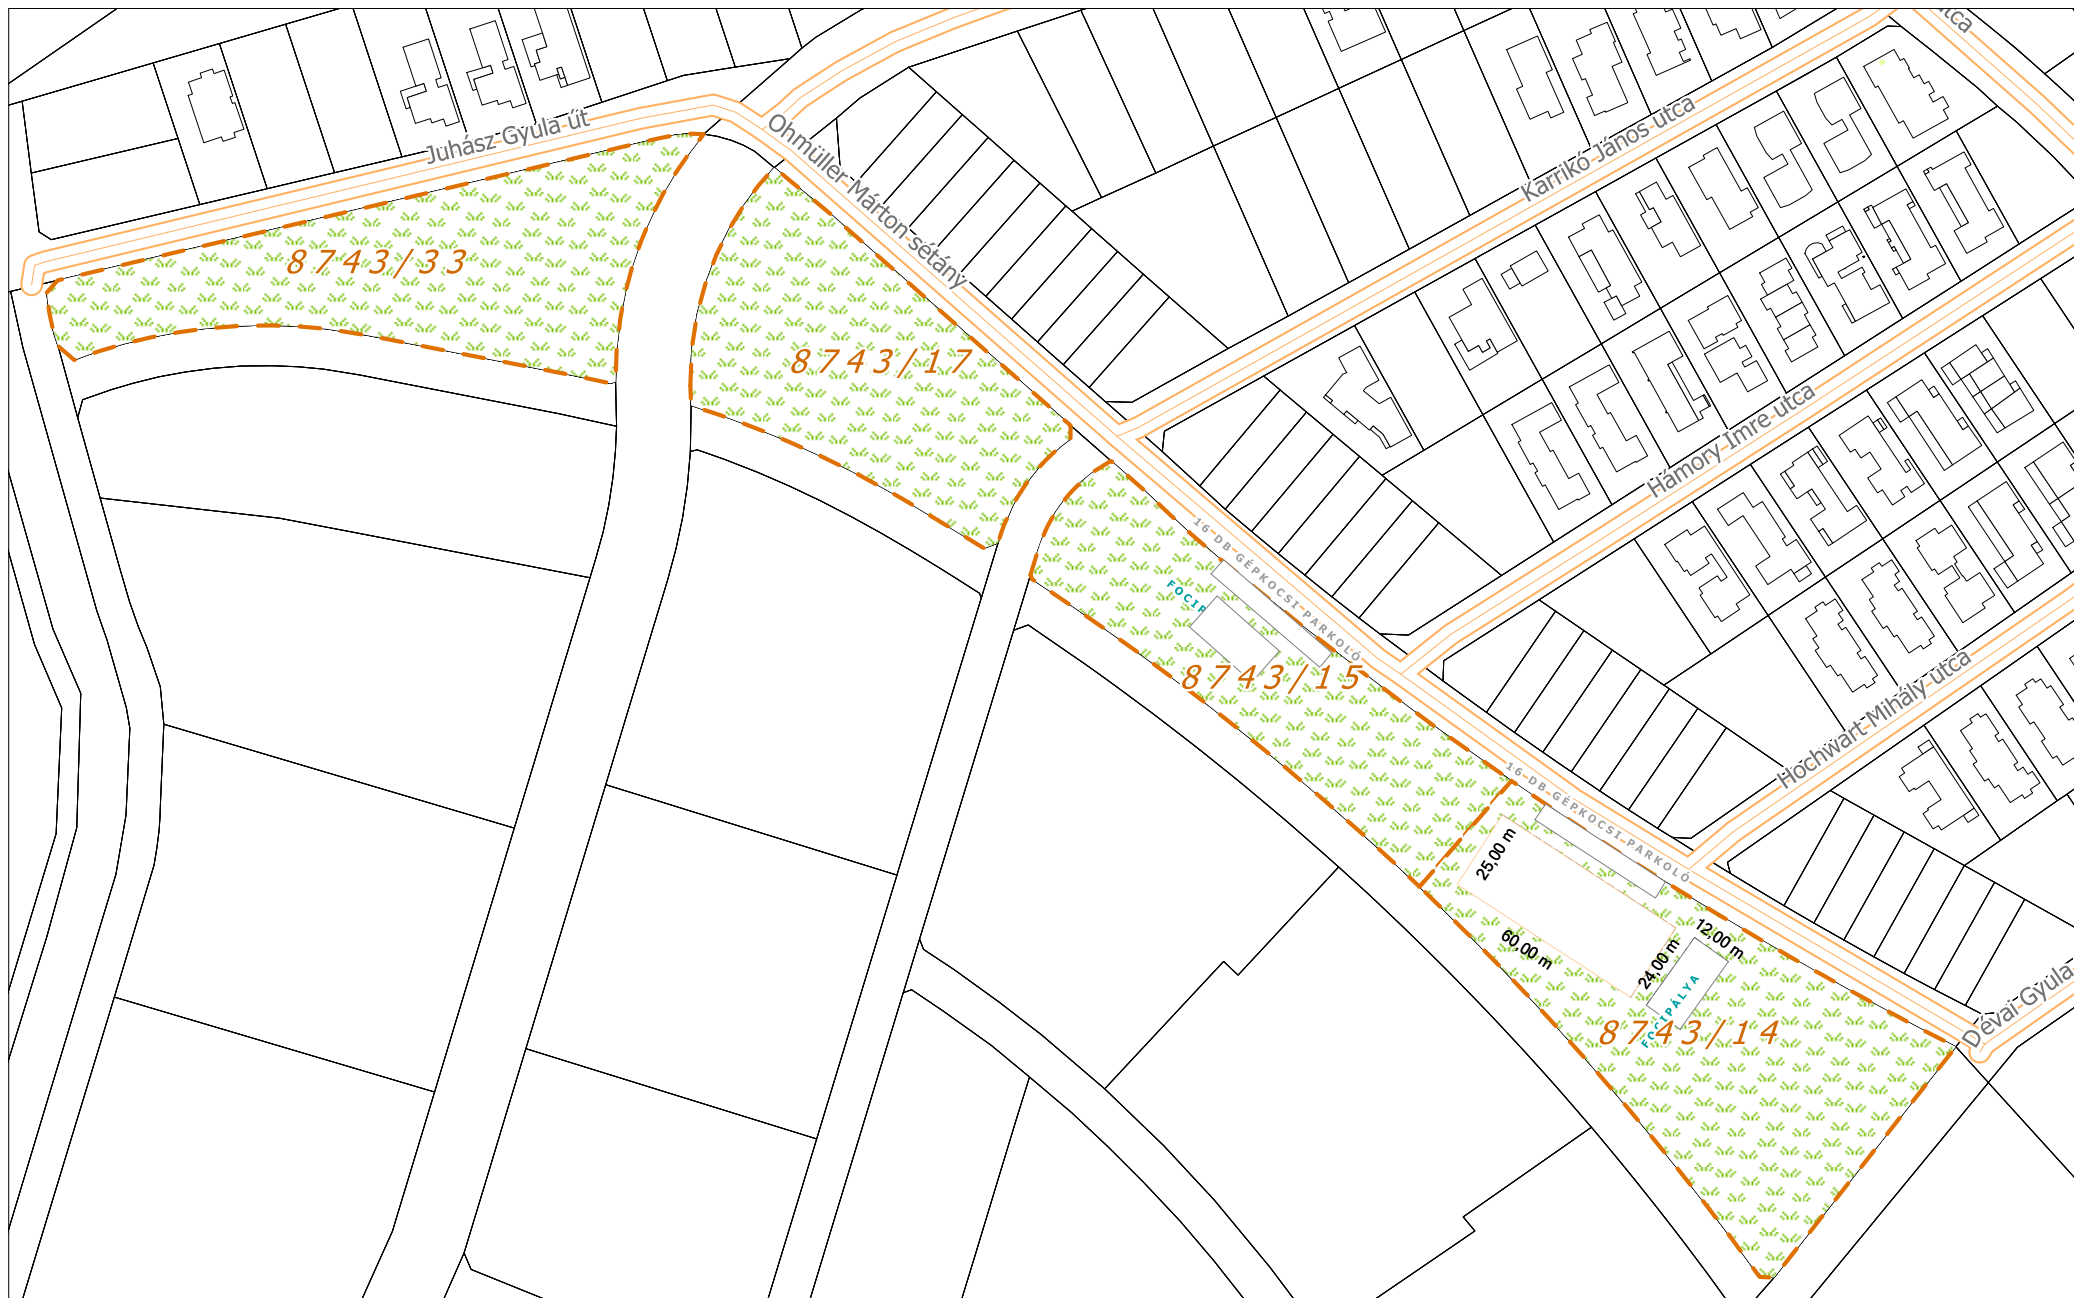 utca
Juhász Gyula út
Ohmüller Márton sétány
Karrikó János utca
8743/33
8743/17
Hámory Imre utca
16 DB GÉPKOCSI PARKOLÓ
FOCIP
8743/15
Hochwart Mihály utca
16 DB GÉPKOCSI PARKOLÓ
25,00 m
60,00 m
24,00 m
12,00 m
FOCIPÁLYA
8743/14
Dévai Gyula